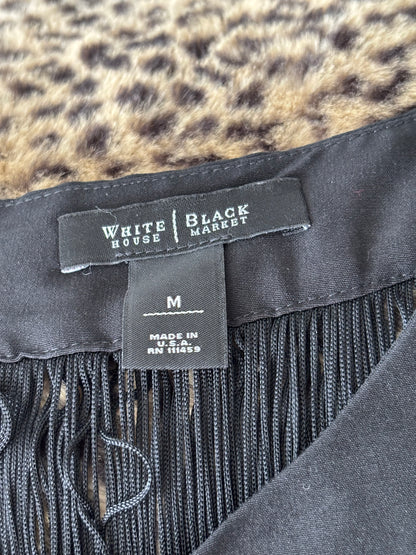 WHITE | BLACK
HOUSE | MARKET
M
MADE IN
U.S.A.
RN 111459